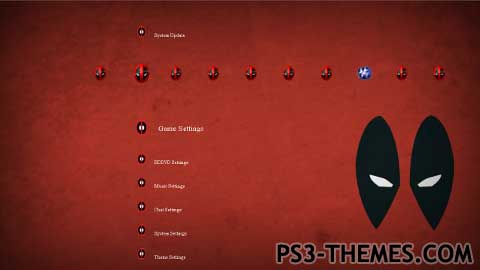 System Update
Game Settings
BD/DVD Settings
Music Settings
Chat Settings
System Settings
Theme Settings
PS3-THEMES.COM